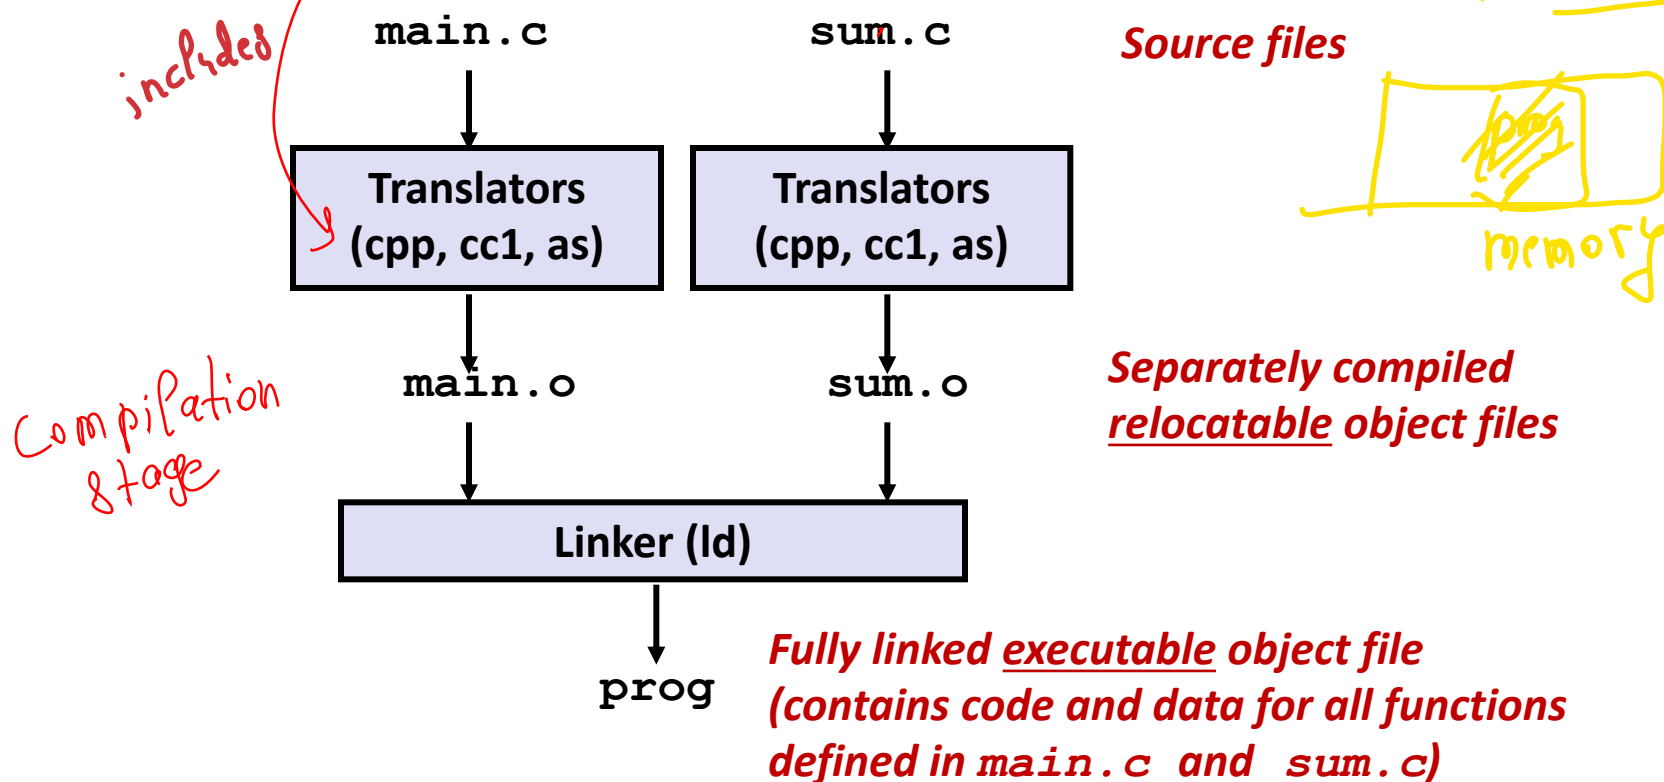 main.c
sum.c
Source files
includes
prog
memory
Translators
(cpp, cc1, as)
Translators
(cpp, cc1, as)
main.o
sum.o
Separately compiled
relocatable object files
Compilation
stage
Linker (ld)
prog
Fully linked executable object file
(contains code and data for all functions
defined in main.c and sum.c)